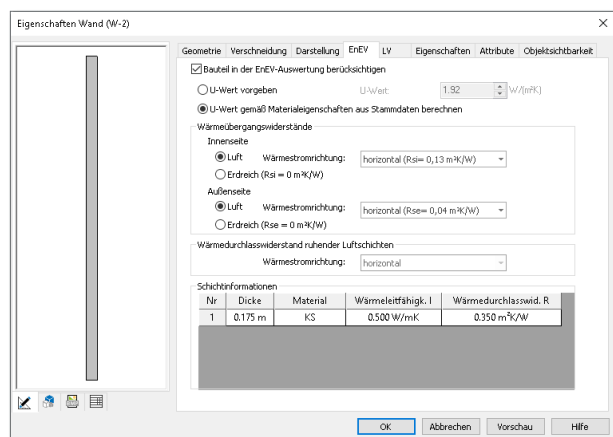 Eigenschaften Wand (W-2)
Geometrie Verschneidung Darstellung EnEV LV Eigenschaften Attribute Objektsichtbarkeit
Bauteil in der EnEV-Auswertung berücksichtigen
U-Wert vorgeben U-Wert: 1.92 W/(m²K)
U-Wert gemäß Materialeigenschaften aus Stammdaten berechnen
Wärmeübergangswiderstände
Innenseite
Luft Wärmestromrichtung: horizontal (Rsi= 0,13 m²K/W)
Erdreich (Rsi = 0 m²K/W)
Außenseite
Luft Wärmestromrichtung: horizontal (Rse= 0,04 m²K/W)
Erdreich (Rse = 0 m²K/W)
Wärmedurchlasswiderstand ruhender Luftschichten
Wärmestromrichtung: horizontal
Schichtinformationen
Nr Dicke Material Wärmeleitfähigk. l Wärmedurchlasswid. R
1 0.175 m KS 0.500 W/mK 0.350 m²K/W
OK Abbrechen Vorschau Hilfe